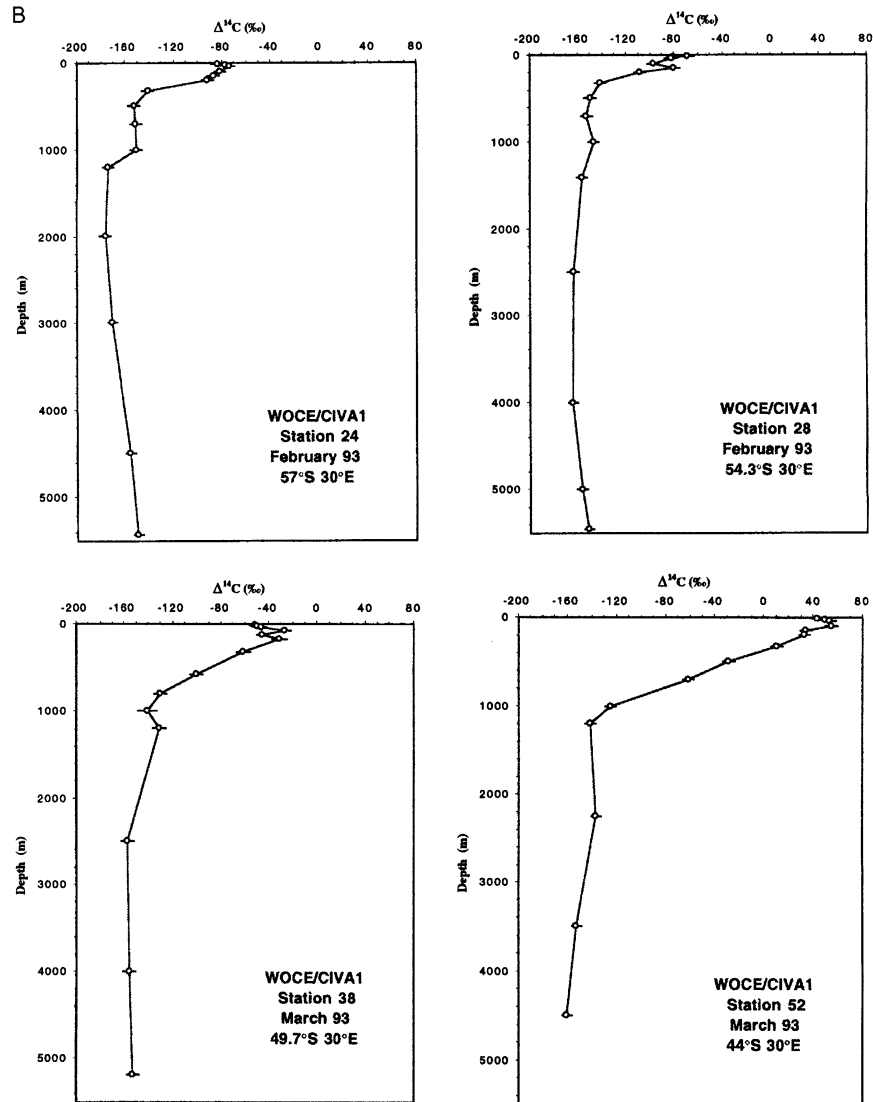 B
Δ¹⁴C (‰)
-200 -160 -120 -80 -40 0 40 80
0
1000
2000
3000
4000
5000
Depth (m)
WOCE/CIVA1
Station 24
February 93
57°S 30°E
Δ¹⁴C (‰)
-200 -160 -120 -80 -40 0 40 80
0
1000
2000
3000
4000
5000
Depth (m)
WOCE/CIVA1
Station 28
February 93
54.3°S 30°E
Δ¹⁴C (‰)
-200 -160 -120 -80 -40 0 40 80
0
1000
2000
3000
4000
5000
Depth (m)
WOCE/CIVA1
Station 38
March 93
49.7°S 30°E
Δ¹⁴C (‰)
-200 -160 -120 -80 -40 0 40 80
0
1000
2000
3000
4000
5000
Depth (m)
WOCE/CIVA1
Station 52
March 93
44°S 30°E